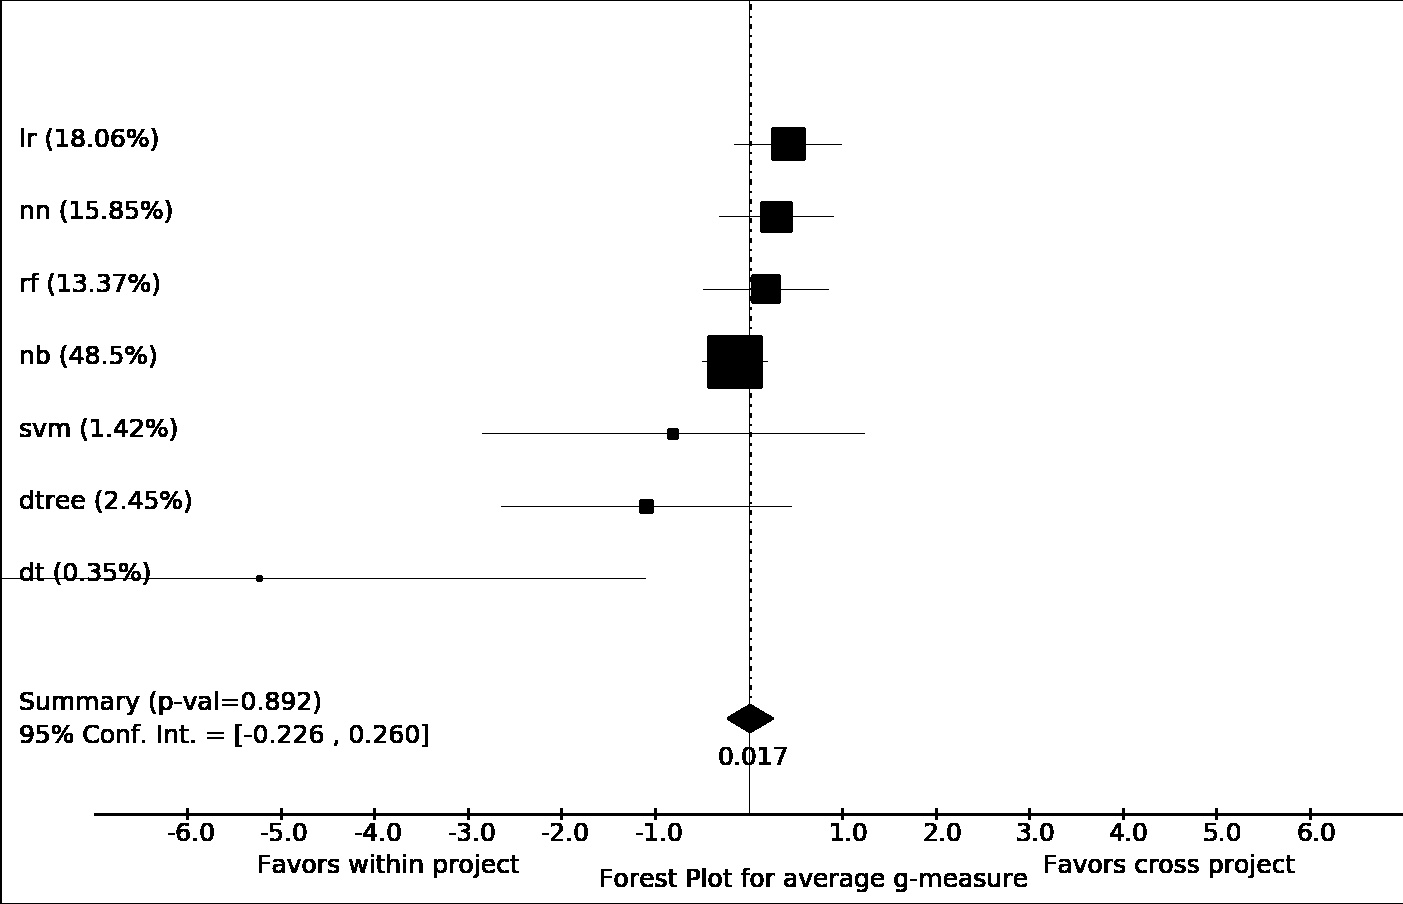 lr (18.06%)
nn (15.85%)
rf (13.37%)
nb (48.5%)
svm (1.42%)
dtree (2.45%)
dt (0.35%)
Summary (p-val=0.892)
95% Conf. Int. = [-0.226 , 0.260]
0.017
-6.0 -5.0 -4.0 -3.0 -2.0 -1.0 1.0 2.0 3.0 4.0 5.0 6.0
Favors within project
Favors cross project
Forest Plot for average g-measure